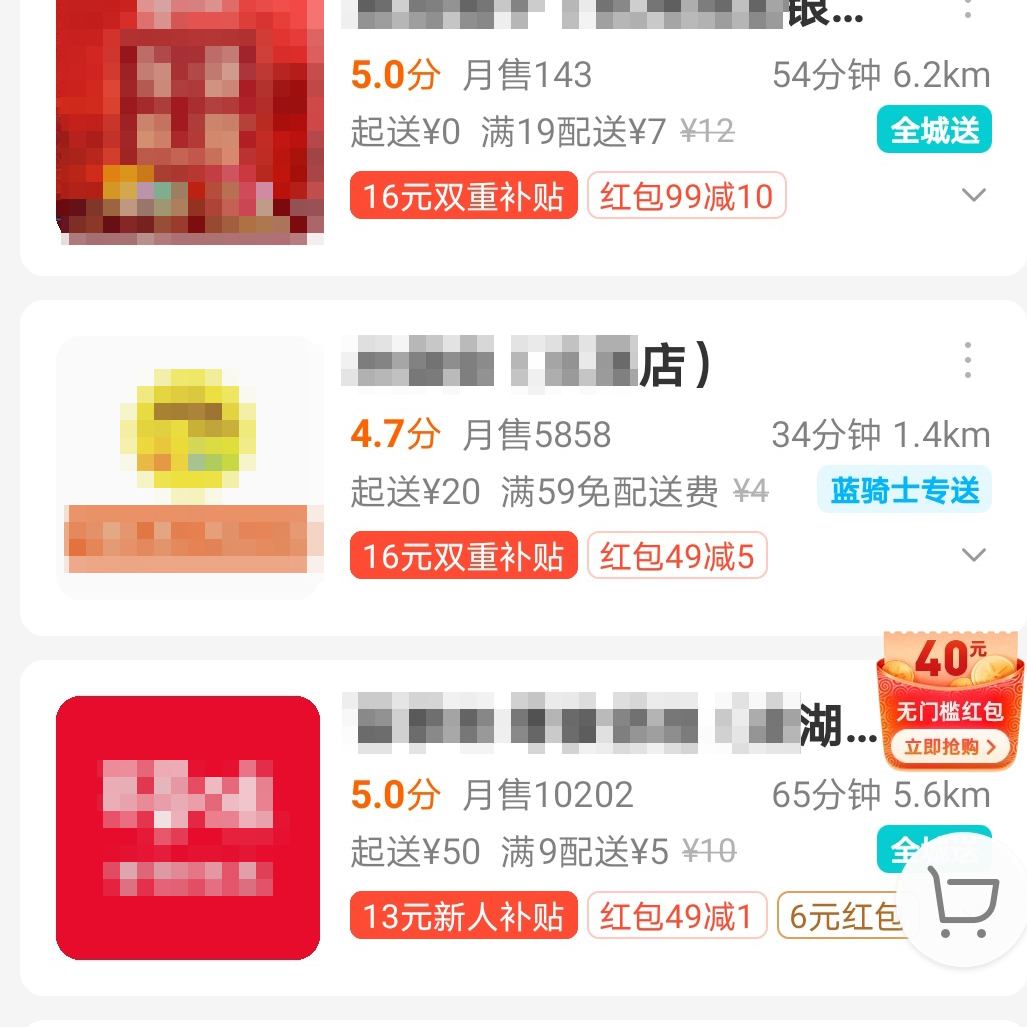 银...
5.0分 月售143 54分钟 6.2km
起送¥0 满19配送¥7 ¥12 全城送
16元双重补贴 红包99减10
店)
4.7分 月售5858 34分钟 1.4km
起送¥20 满59免配送费 ¥4 蓝骑士专送
16元双重补贴 红包49减5
40元
无门槛红包
立即抢购 >
湖...
5.0分 月售10202 65分钟 5.6km
起送¥50 满9配送¥5 ¥10 全城送
13元新人补贴 红包49减1 6元红包